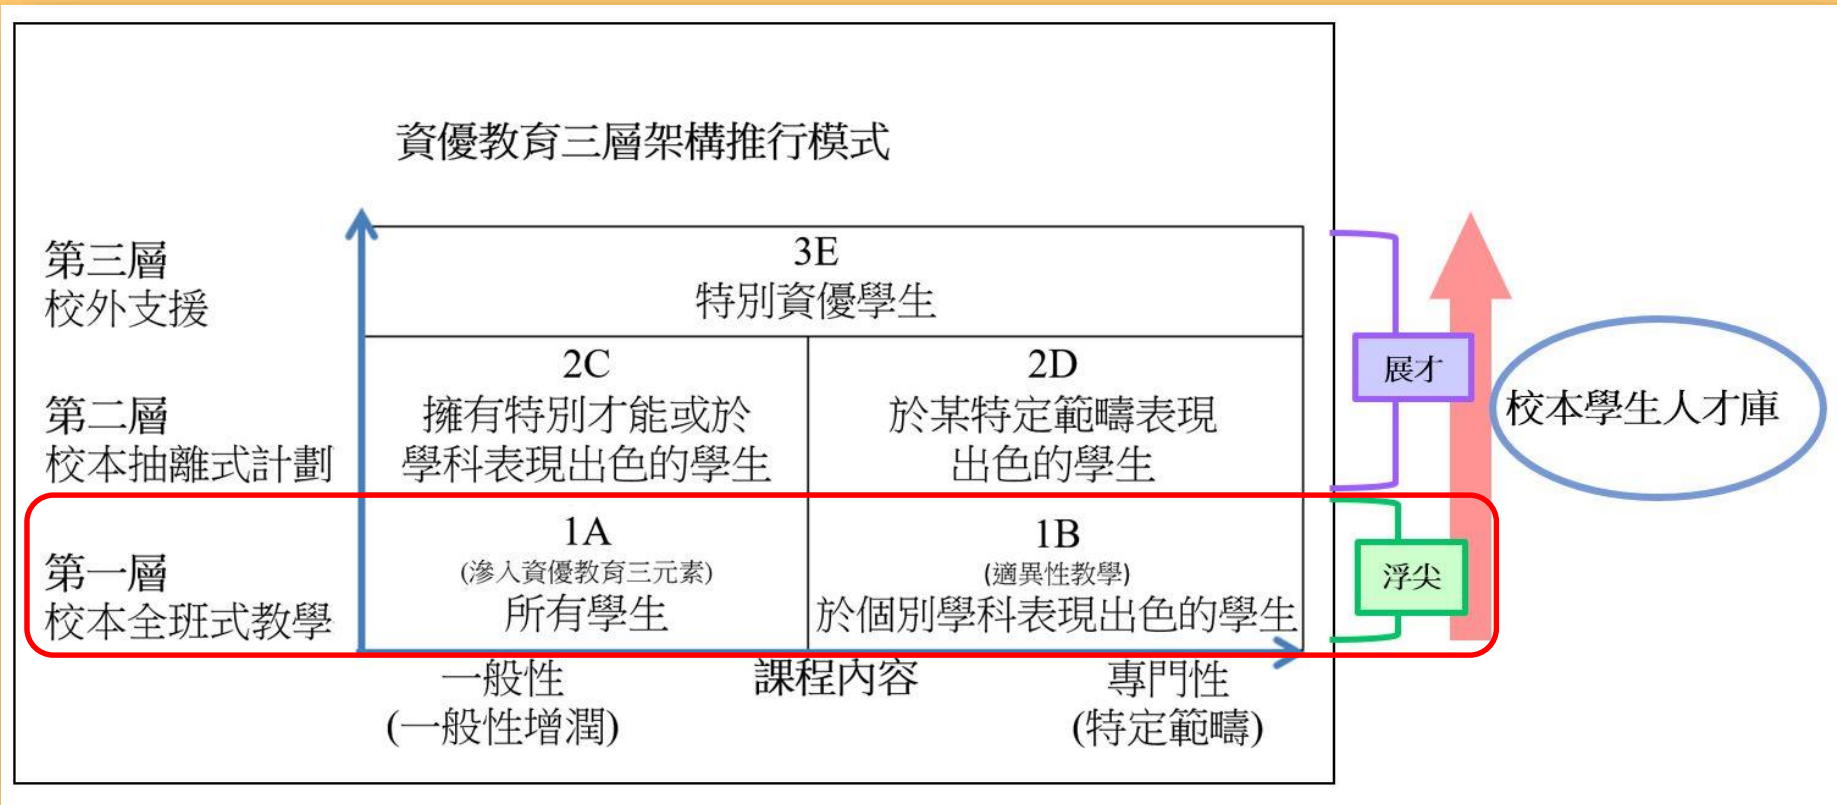 資優教育三層架構推行模式
第三層
校外支援
3E
特別資優學生
第二層
校本抽離式計劃
2C
擁有特別才能或於
學科表現出色的學生
2D
於某特定範疇表現
出色的學生
第一層
校本全班式教學
1A
(滲入資優教育三元素)
所有學生
1B
(適異性教學)
於個別學科表現出色的學生
一般性
(一般性增潤)
課程內容
專門性
(特定範疇)
展才
浮尖
校本學生人才庫